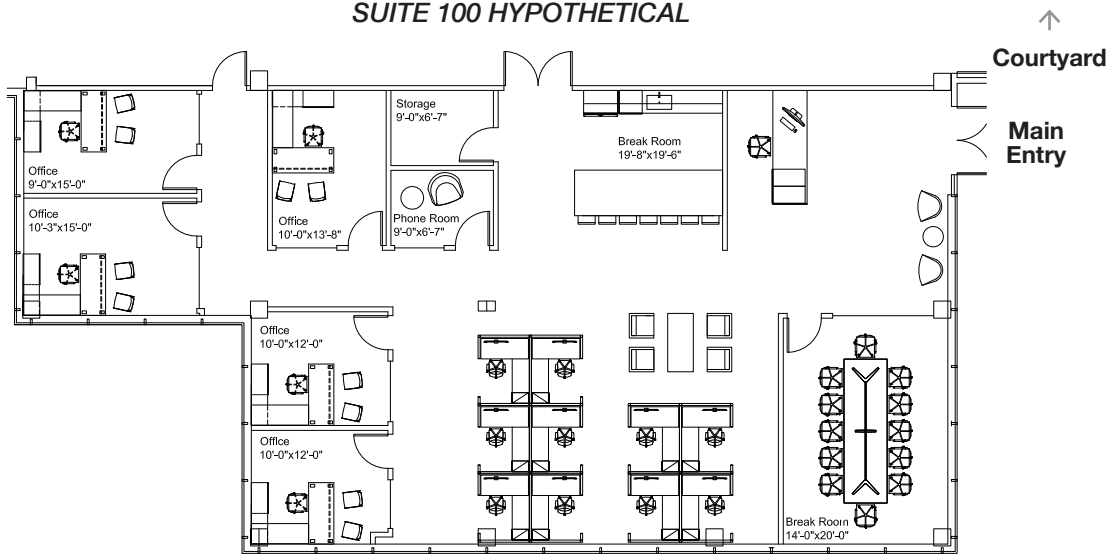 SUITE 100 HYPOTHETICAL
Courtyard
Main
Entry
Storage
9'-0"x6'-7"
Break Room
19'-8"x19'-6"
Office
9'-0"x15'-0"
Office
10'-3"x15'-0"
Office
10'-0"x13'-8"
Phone Room
9'-0"x6'-7"
Office
10'-0"x12'-0"
Office
10'-0"x12'-0"
Break Room
14'-0"x20'-0"